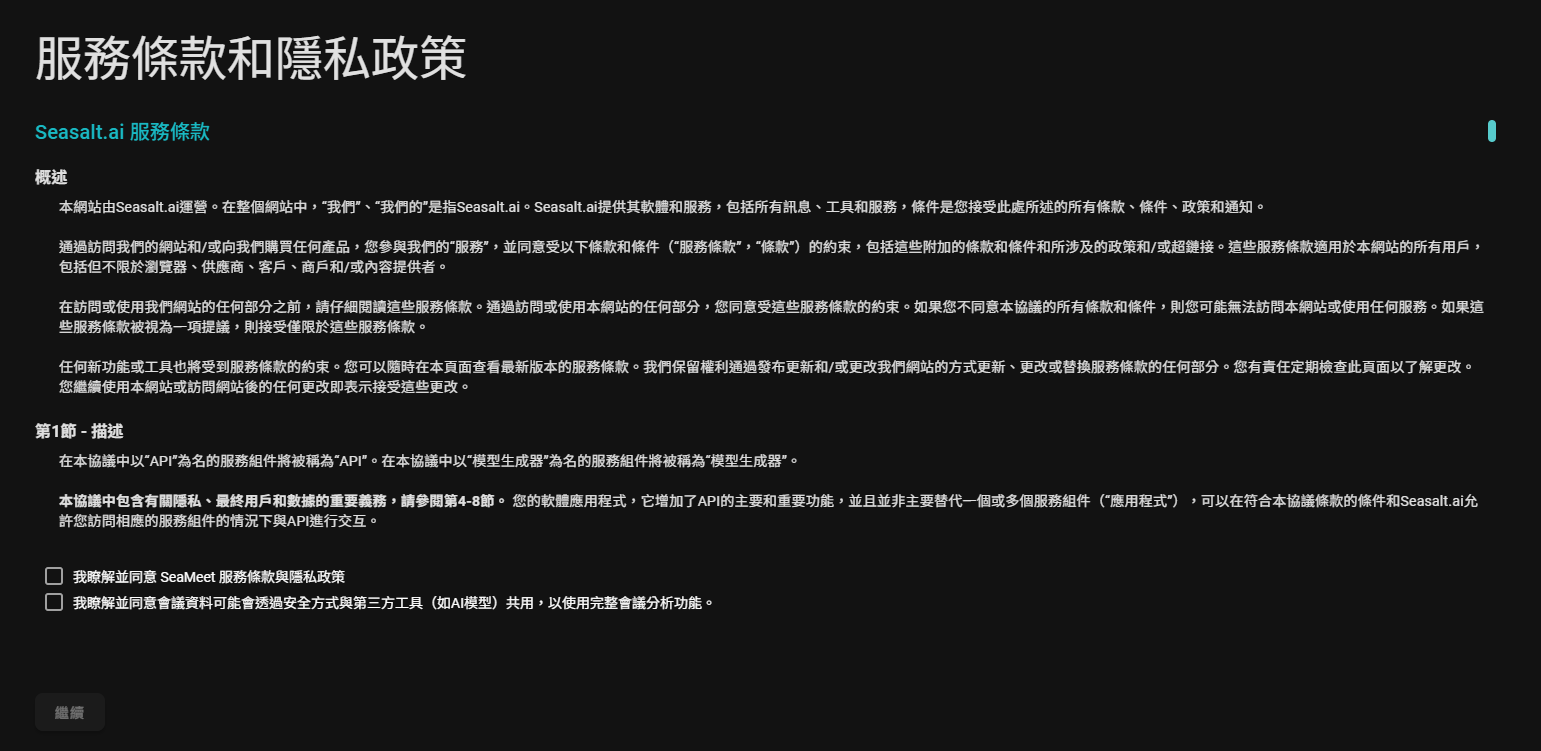 服務條款和隱私政策
Seasalt.ai 服務條款
概述
本網站由Seasalt.ai運營。在整個網站中，“我們”、“我們的”是指Seasalt.ai。Seasalt.ai提供其軟體和服務，包括所有訊息、工具和服務，條件是您接受此處所述的所有條款、條件、政策和通知。
通過訪問我們的網站和/或向我們購買任何產品，您參與我們的“服務”，並同意受以下條款和條件（“服務條款”，“條款”）的約束，包括這些附加的條款和條件和所涉及的政策和/或超鏈接。這些服務條款適用於本網站的所有用戶，
包括但不限於瀏覽器、供應商、客戶、商戶和/或內容提供者。
在訪問或使用我們網站的任何部分之前，請仔細閱讀這些服務條款。通過訪問或使用本網站的任何部分，您同意受這些服務條款的約束。如果您不同意本協議的所有條款和條件，則您可能無法訪問本網站或使用任何服務。如果這
些服務條款被視為一項提議，則接受僅限於這些服務條款。
任何新功能或工具也將受到服務條款的約束。您可以隨時在本頁面查看最新版本的服務條款。我們保留權利通過發布更新和/或更改我們網站的方式更新、更改或替換服務條款的任何部分。您有責任定期檢查此頁面以了解更改。
您繼續使用本網站或訪問網站後的任何更改即表示接受這些更改。
第1節 - 描述
在本協議中以“API”為名的服務組件將被稱為“API”。在本協議中以“模型生成器”為名的服務組件將被稱為“模型生成器”。
本協議中包含有關隱私、最終用戶和數據的重要義務，請參閱第4-8節。 您的軟體應用程式，它增加了API的主要和重要功能，並且並非主要替代一個或多個服務組件（“應用程式”），可以在符合本協議條款的條件和Seasalt.ai允
許您訪問相應的服務組件的情況下與API進行交互。
我瞭解並同意 SeaMeet 服務條款與隱私政策
我瞭解並同意會議資料可能會透過安全方式與第三方工具（如AI模型）共用，以使用完整會議分析功能。
繼續